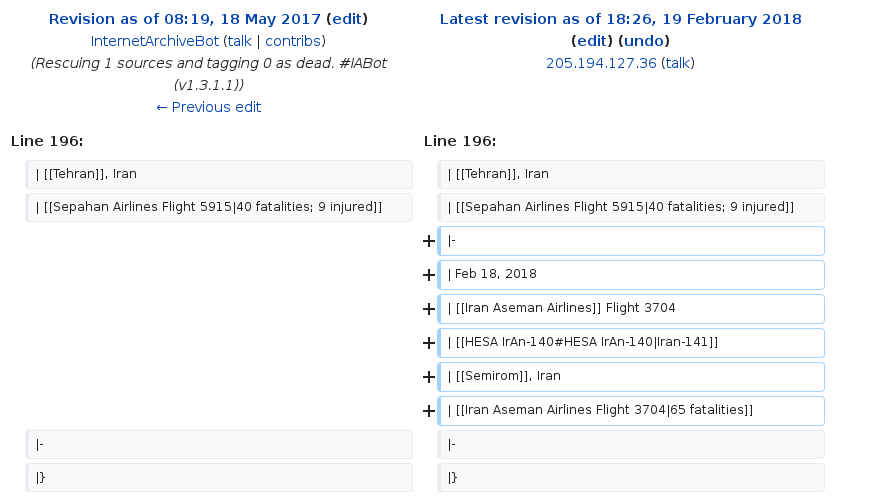 Revision as of 08:19, 18 May 2017 (edit)
InternetArchiveBot (talk | contribs)
(Rescuing 1 sources and tagging 0 as dead. #IABot
(v1.3.1.1))
← Previous edit
Latest revision as of 18:26, 19 February 2018
(edit) (undo)
205.194.127.36 (talk)
Line 196:
Line 196:
| [[Tehran]], Iran
| [[Tehran]], Iran
| [[Sepahan Airlines Flight 5915|40 fatalities; 9 injured]]
| [[Sepahan Airlines Flight 5915|40 fatalities; 9 injured]]
+ |-
+ | Feb 18, 2018
+ | [[Iran Aseman Airlines]] Flight 3704
+ | [[HESA IrAn-140#HESA IrAn-140|Iran-141]]
+ | [[Semirom]], Iran
+ | [[Iran Aseman Airlines Flight 3704|65 fatalities]]
|-
|-
|}
|}